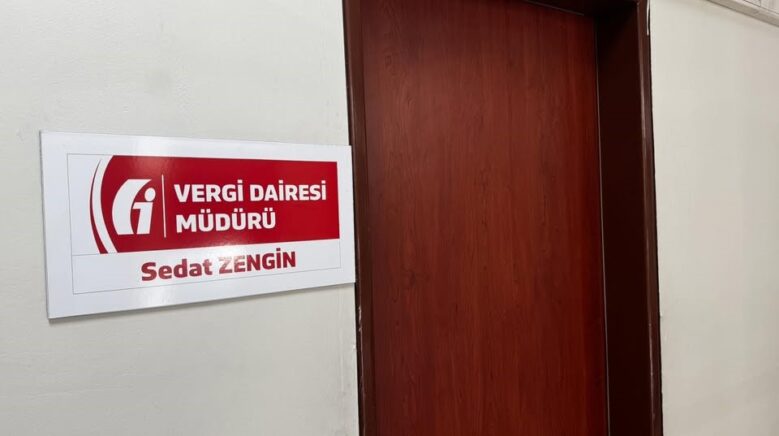 VERGİ DAİRESİ
MÜDÜRÜ
Sedat ZENGİN